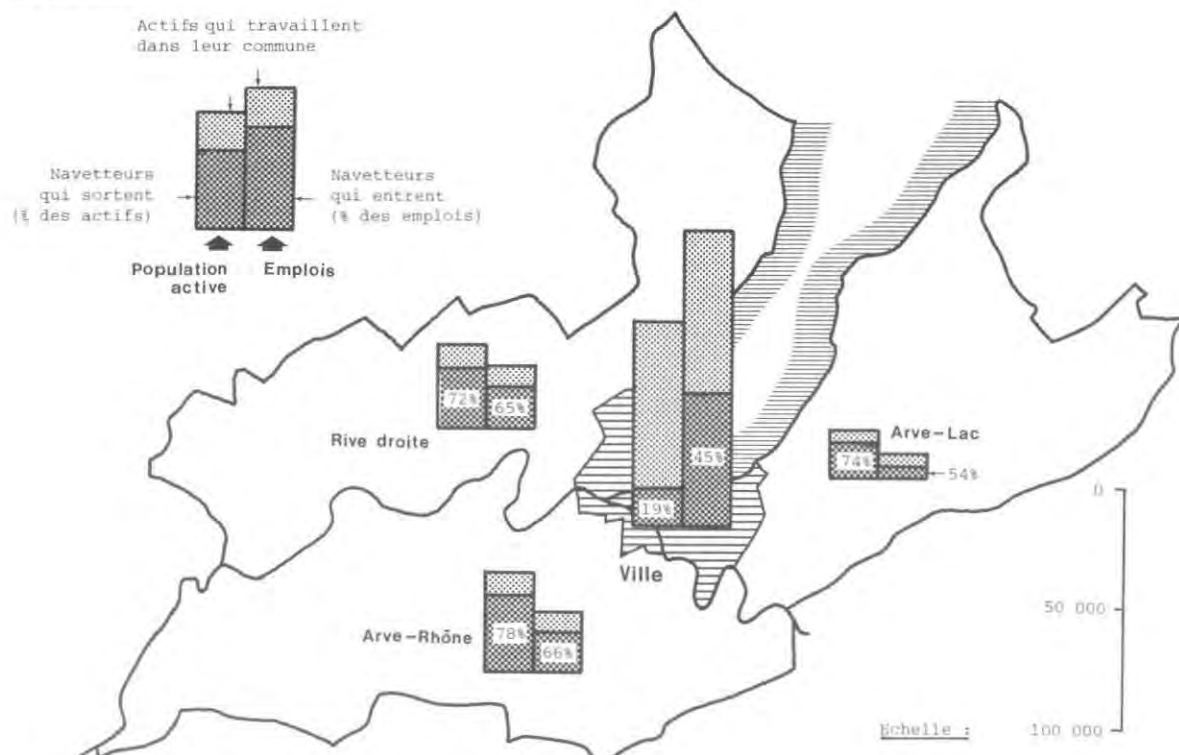 Actifs qui travaillent
dans leur commune
Navetteurs
qui sortent
(% des actifs)
Navetteurs
qui entrent
(% des emplois)
Population
active
Emplois
72%
65%
Rive droite
45%
19%
Ville
Arve-Lac
74%
54%
Arve-Rhône
78%
66%
0
50 000
100 000
Echelle :